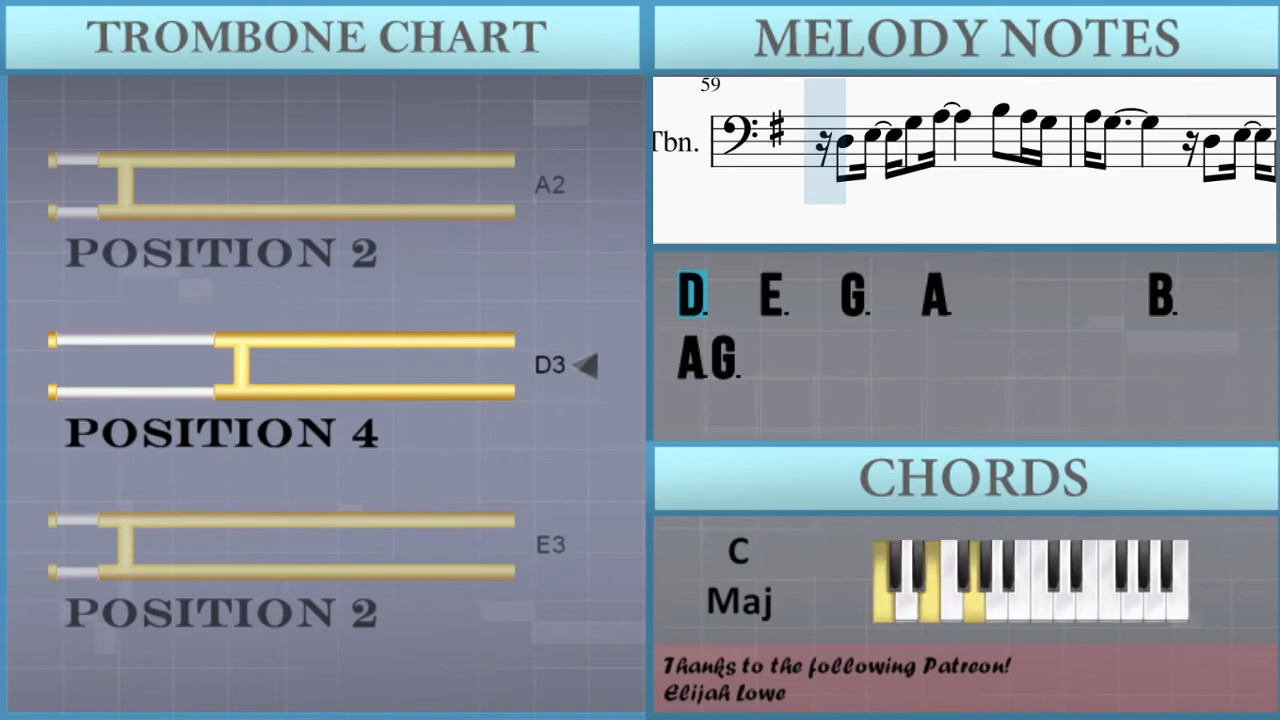 TROMBONE CHART
A2
POSITION 2
D3
POSITION 4
E3
POSITION 2
MELODY NOTES
59
Tbn.
D. E. G. A. B.
A.G.
CHORDS
C
Maj
Thanks to the following Patreon!
Elijah Lowe